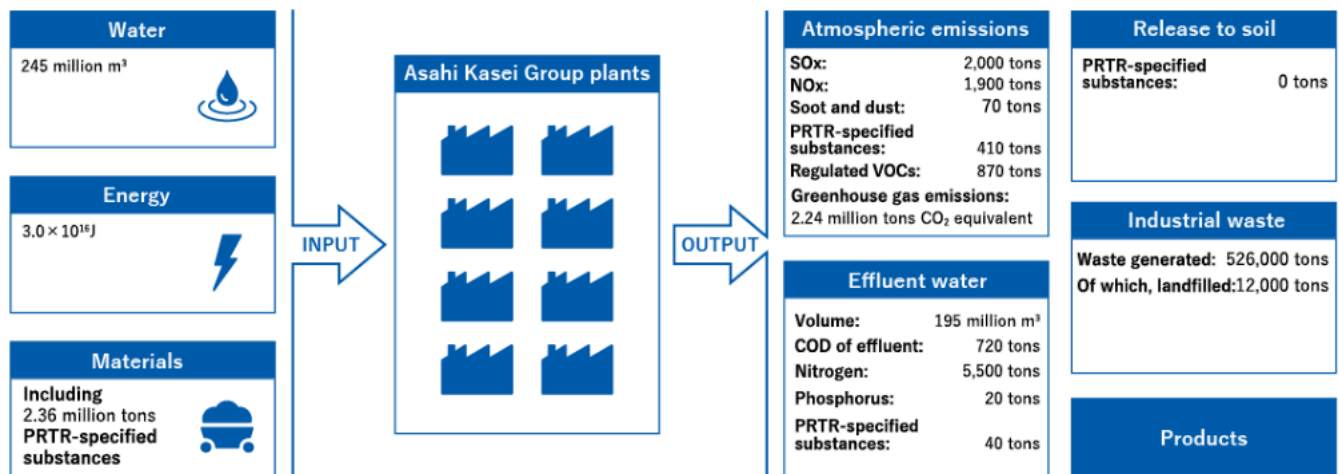 Water
245 million m³
Energy
3.0×10¹⁶J
Materials
Including
2.36 million tons
PRTR-specified
substances
INPUT
Asahi Kasei Group plants
OUTPUT
Atmospheric emissions
SOx: 2,000 tons
NOx: 1,900 tons
Soot and dust: 70 tons
PRTR-specified
substances: 410 tons
Regulated VOCs: 870 tons
Greenhouse gas emissions:
2.24 million tons CO₂ equivalent
Effluent water
Volume: 195 million m³
COD of effluent: 720 tons
Nitrogen: 5,500 tons
Phosphorus: 20 tons
PRTR-specified
substances: 40 tons
Release to soil
PRTR-specified
substances: 0 tons
Industrial waste
Waste generated: 526,000 tons
Of which, landfilled:12,000 tons
Products